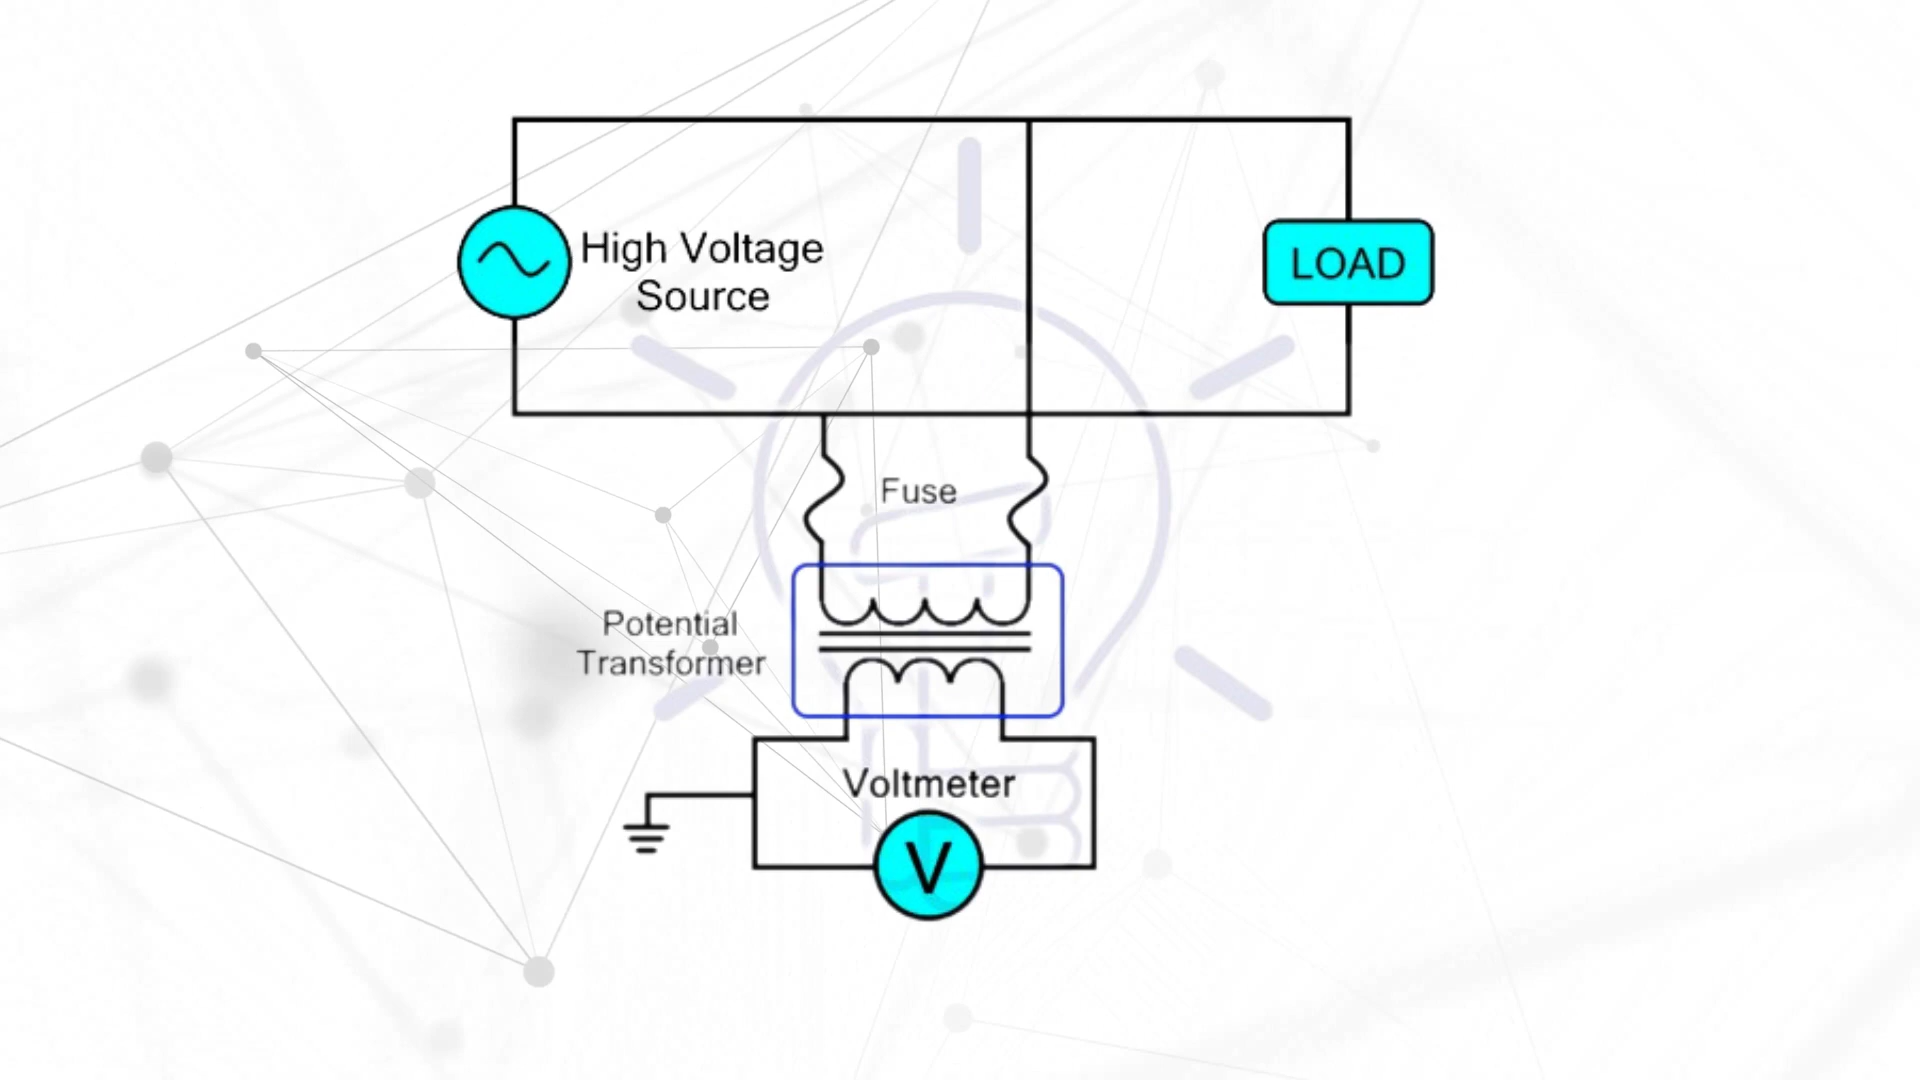 High Voltage
Source
LOAD
Fuse
Potential
Transformer
Voltmeter
V